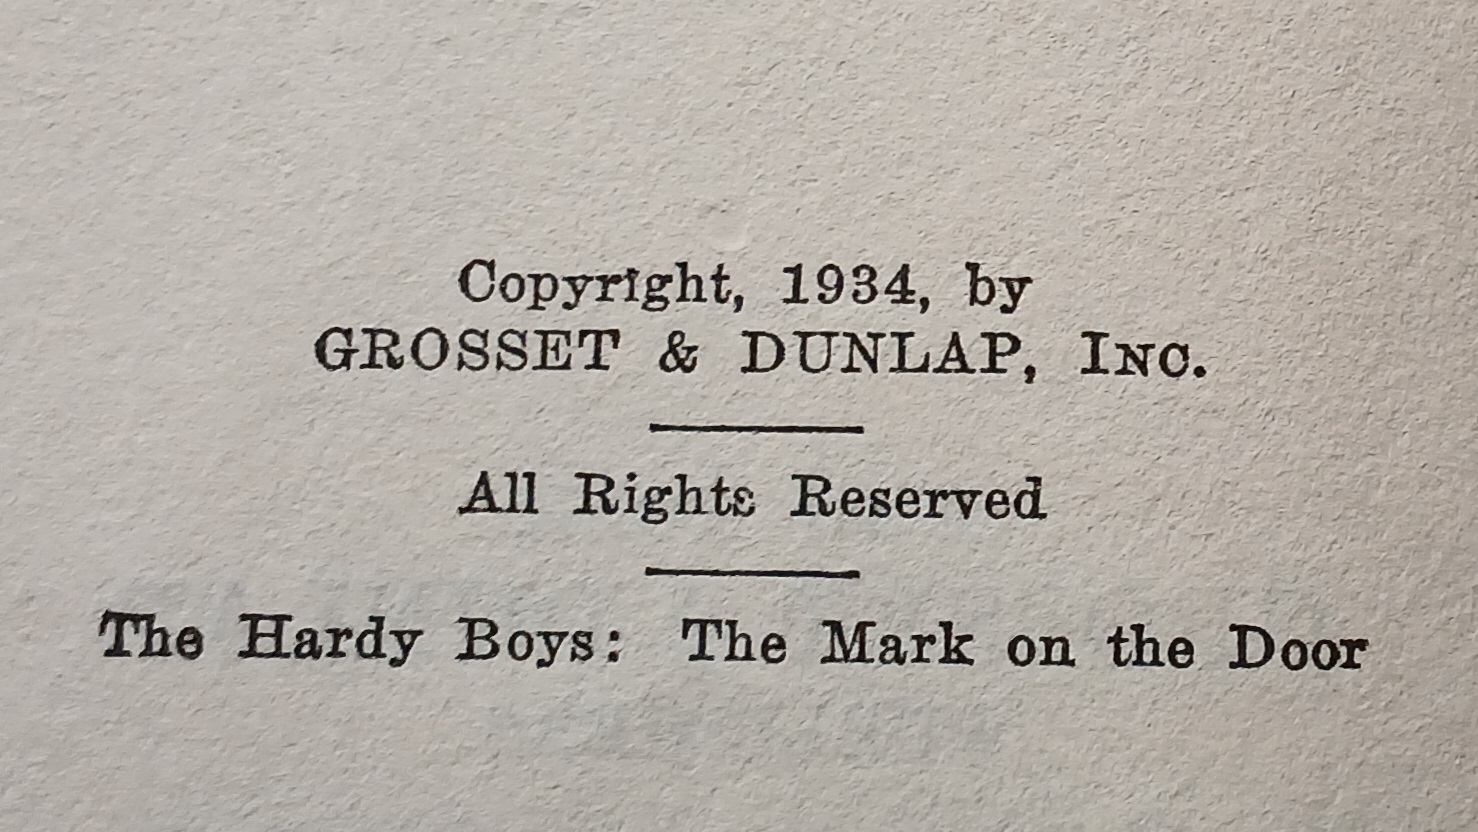 Copyright, 1934, by
GROSSET & DUNLAP, INC.
All Rights Reserved
The Hardy Boys: The Mark on the Door